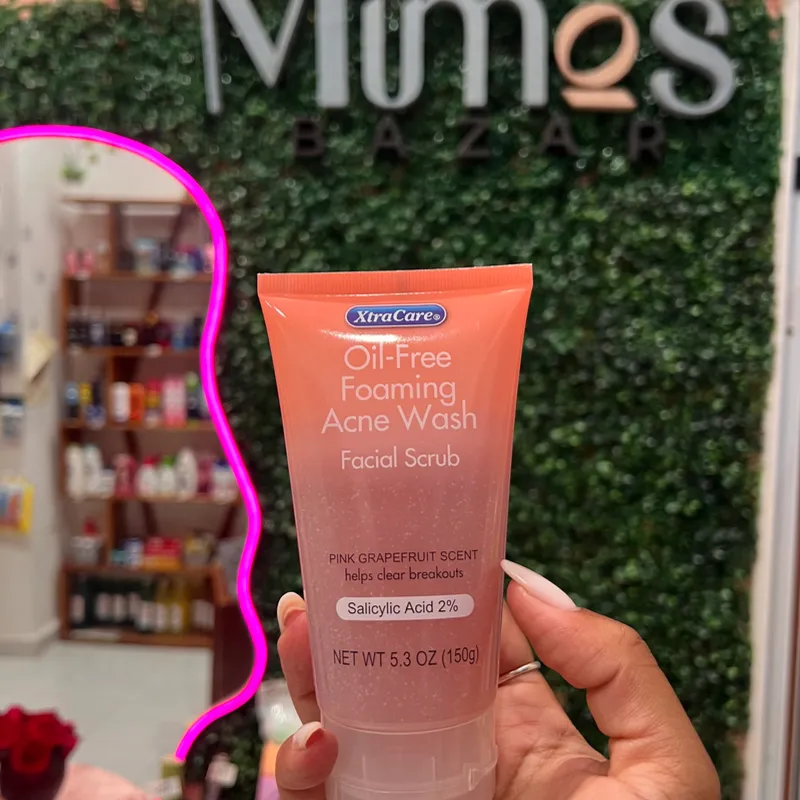 Mimos
BAZAR
XtraCare®
Oil-Free
Foaming
Acne Wash
Facial Scrub
PINK GRAPEFRUIT SCENT
helps clear breakouts
Salicylic Acid 2%
NET WT 5.3 OZ (150g)